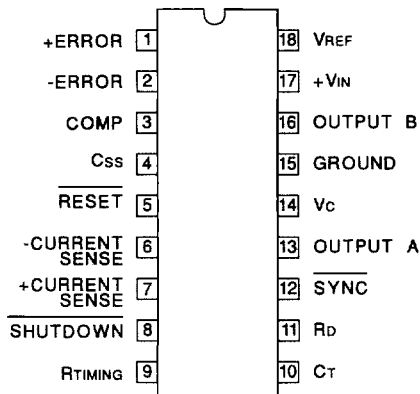 +ERROR 1 18 VREF
-ERROR 2 17 +VIN
COMP 3 16 OUTPUT B
CSS 4 15 GROUND
RESET 5 14 VC
-CURRENT SENSE 6 13 OUTPUT A
+CURRENT SENSE 7 12 SYNC
SHUTDOWN 8 11 RD
RTIMING 9 10 CT